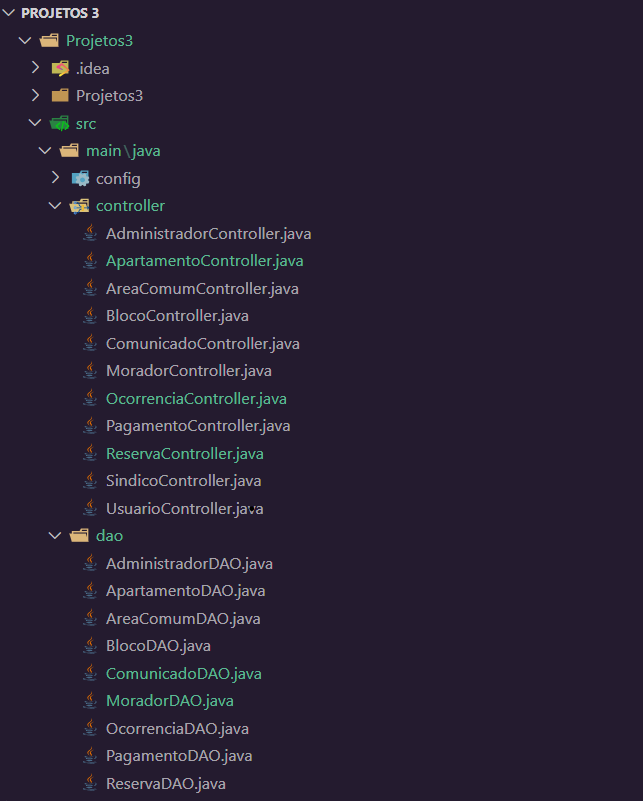 PROJETOS 3
Projetos3
.idea
Projetos3
src
main\java
config
controller
AdministradorController.java
ApartamentoController.java
AreaComumController.java
BlocoController.java
ComunicadoController.java
MoradorController.java
OcorrenciaController.java
PagamentoController.java
ReservaController.java
SindicoController.java
UsuarioController.java
dao
AdministradorDAO.java
ApartamentoDAO.java
AreaComumDAO.java
BlocoDAO.java
ComunicadoDAO.java
MoradorDAO.java
OcorrenciaDAO.java
PagamentoDAO.java
ReservaDAO.java